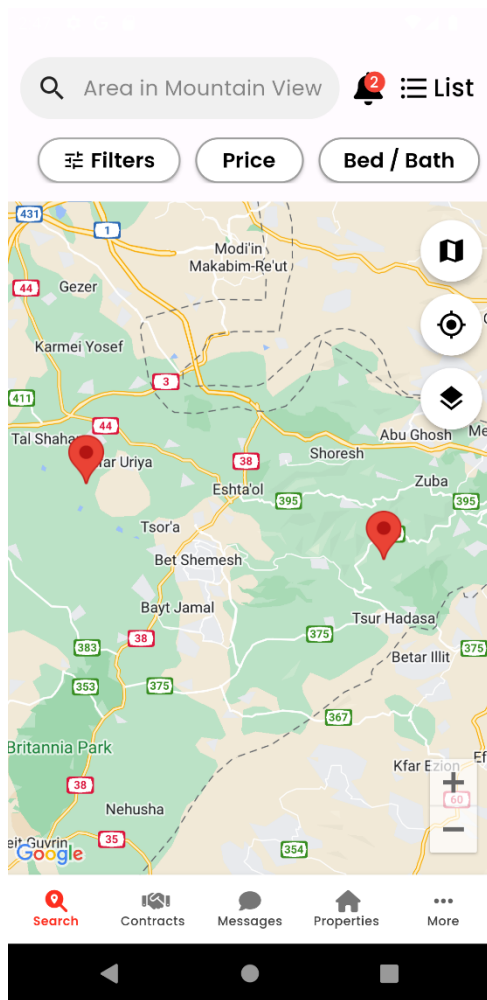 Area in Mountain View
2
List
Filters
Price
Bed / Bath
431
1
Modi'in
Makabim-Re'ut
44
Gezer
Karmei Yosef
3
411
44
Tal Shahar
Kfar Uriya
Abu Ghosh
Shoresh
38
Zuba
Eshta'ol
395
395
Tsor'a
Bet Shemesh
Bayt Jamal
Tsur Hadasa
38
375
383
375
Betar Illit
353
375
367
Britannia Park
Kfar Ezion
Ef
38
+
60
Nehusha
−
35
eit Guvrin
354
Google
Search
Contracts
Messages
Properties
More